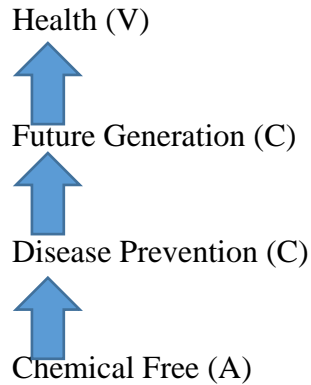 Health (V)
Future Generation (C)
Disease Prevention (C)
Chemical Free (A)